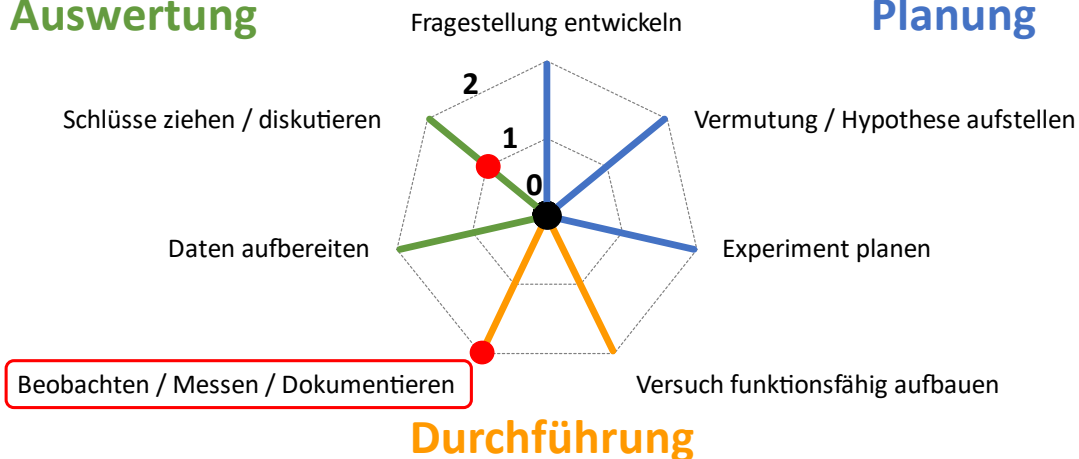 Auswertung
Fragestellung entwickeln
Planung
2
Schlüsse ziehen / diskutieren
Vermutung / Hypothese aufstellen
1
0
Daten aufbereiten
Experiment planen
Beobachten / Messen / Dokumentieren
Versuch funktionsfähig aufbauen
Durchführung